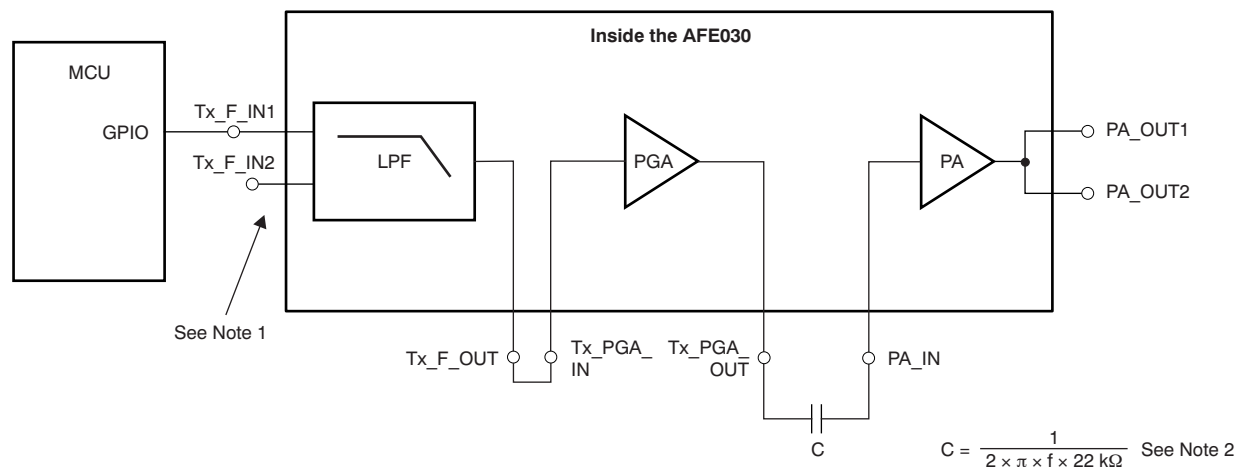 Inside the AFE030
MCU
GPIO
Tx_F_IN1
Tx_F_IN2
LPF
PGA
PA
PA_OUT1
PA_OUT2
See Note 1
Tx_F_OUT
Tx_PGA_
IN
Tx_PGA_
OUT
PA_IN
C
C = 1 / 2 × π × f × 22 kΩ See Note 2